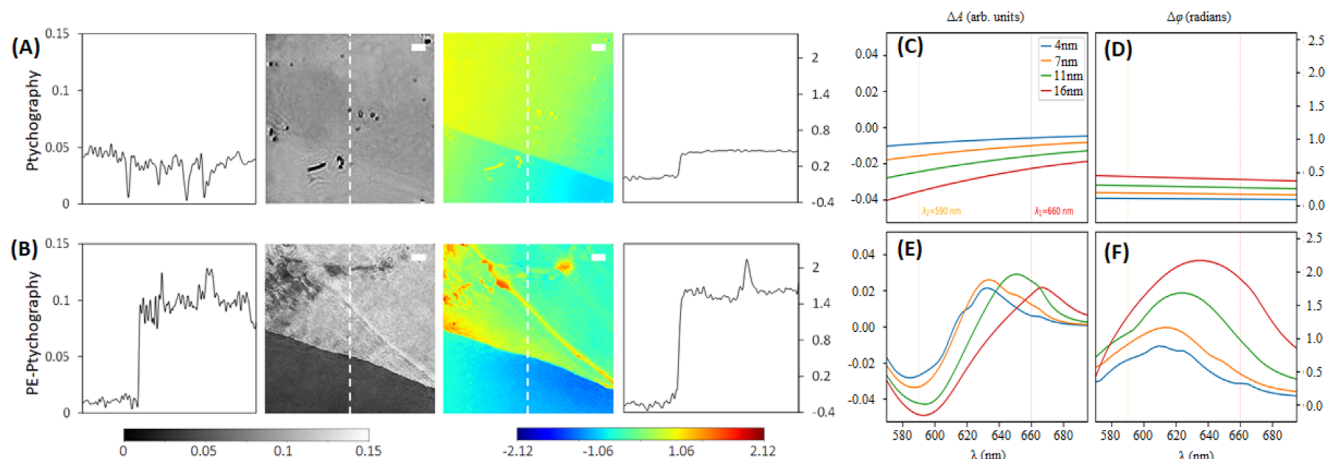 ΔA (arb. units)
Δφ (radians)
(A)
Ptychography
0.15
0.1
0.05
0
2
1.4
0.8
0.2
-0.4
(C)
0.04
0.02
0.00
-0.02
-0.04
4nm
7nm
11nm
16nm
λ₂=590 nm
λ₁=660 nm
(D)
2.5
2.0
1.5
1.0
0.5
0.0
(B)
PE-Ptychography
0.15
0.1
0.05
0
2
1.4
0.8
0.2
-0.4
(E)
0.04
0.02
0.00
-0.02
-0.04
580 600 620 640 660 680
λ (nm)
(F)
2.5
2.0
1.5
1.0
0.5
0.0
580 600 620 640 660 680
λ (nm)
0 0.05 0.1 0.15
-2.12 -1.06 1.06 2.12